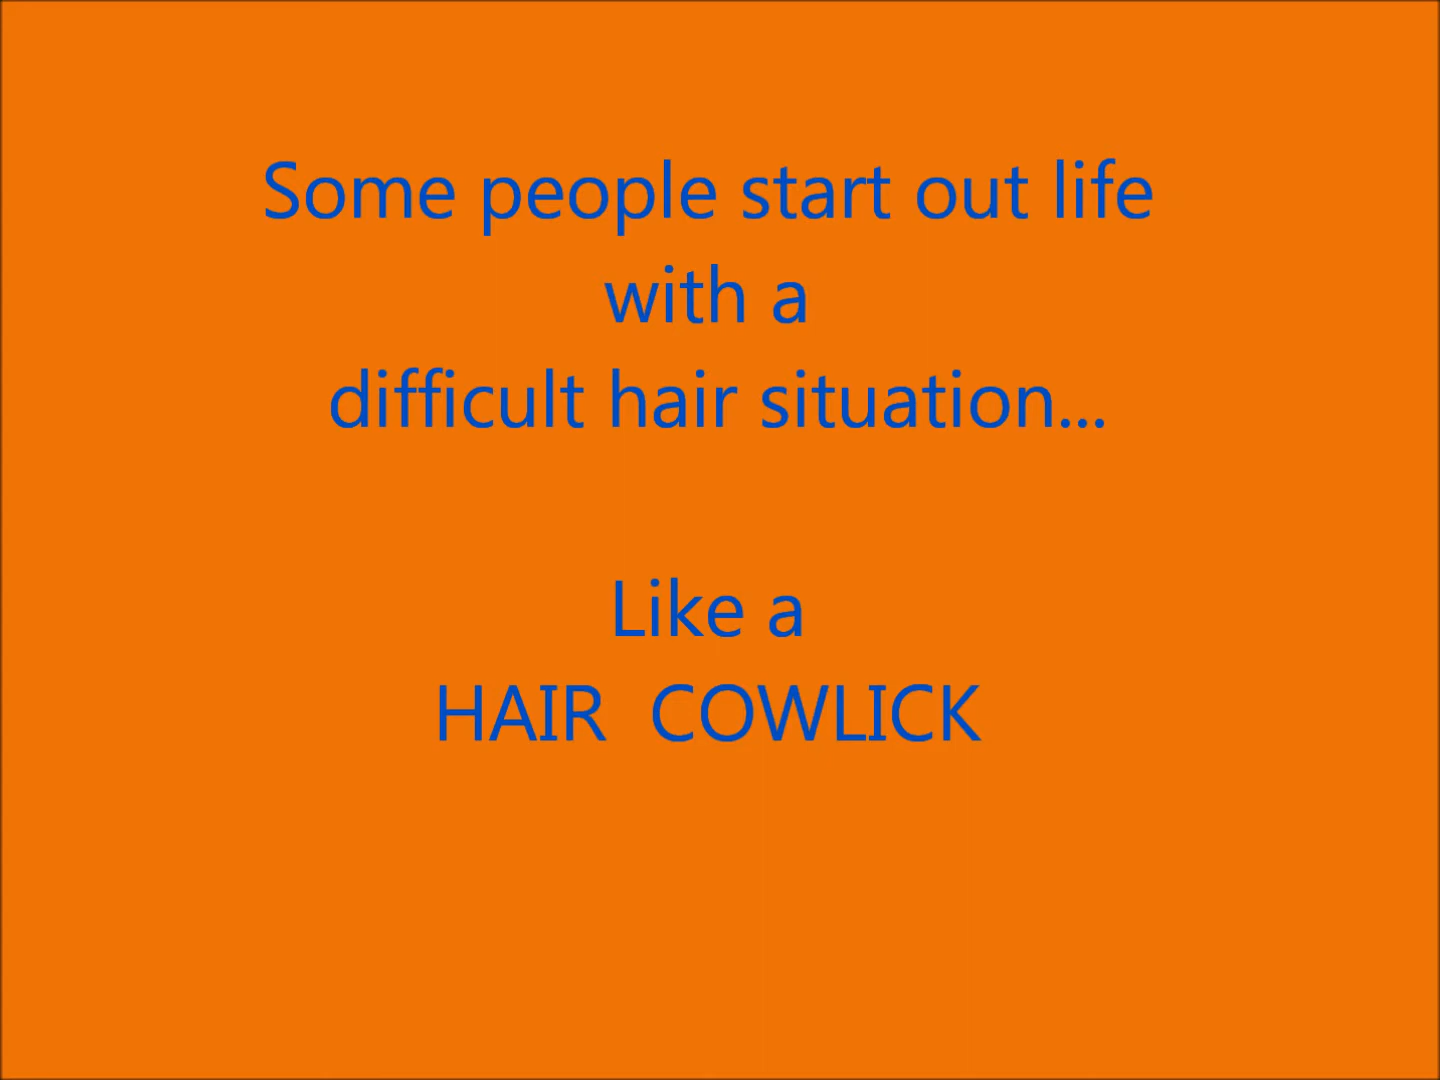 Some people start out life
with a
difficult hair situation...
Like a
HAIR  COWLICK